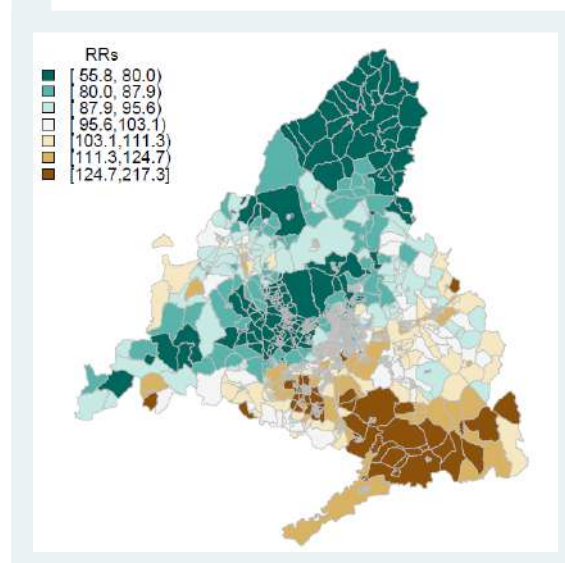 RRs
[ 55.8, 80.0)
[ 80.0, 87.9)
[ 87.9, 95.6)
[ 95.6,103.1)
[103.1,111.3)
[111.3,124.7)
[124.7,217.3]